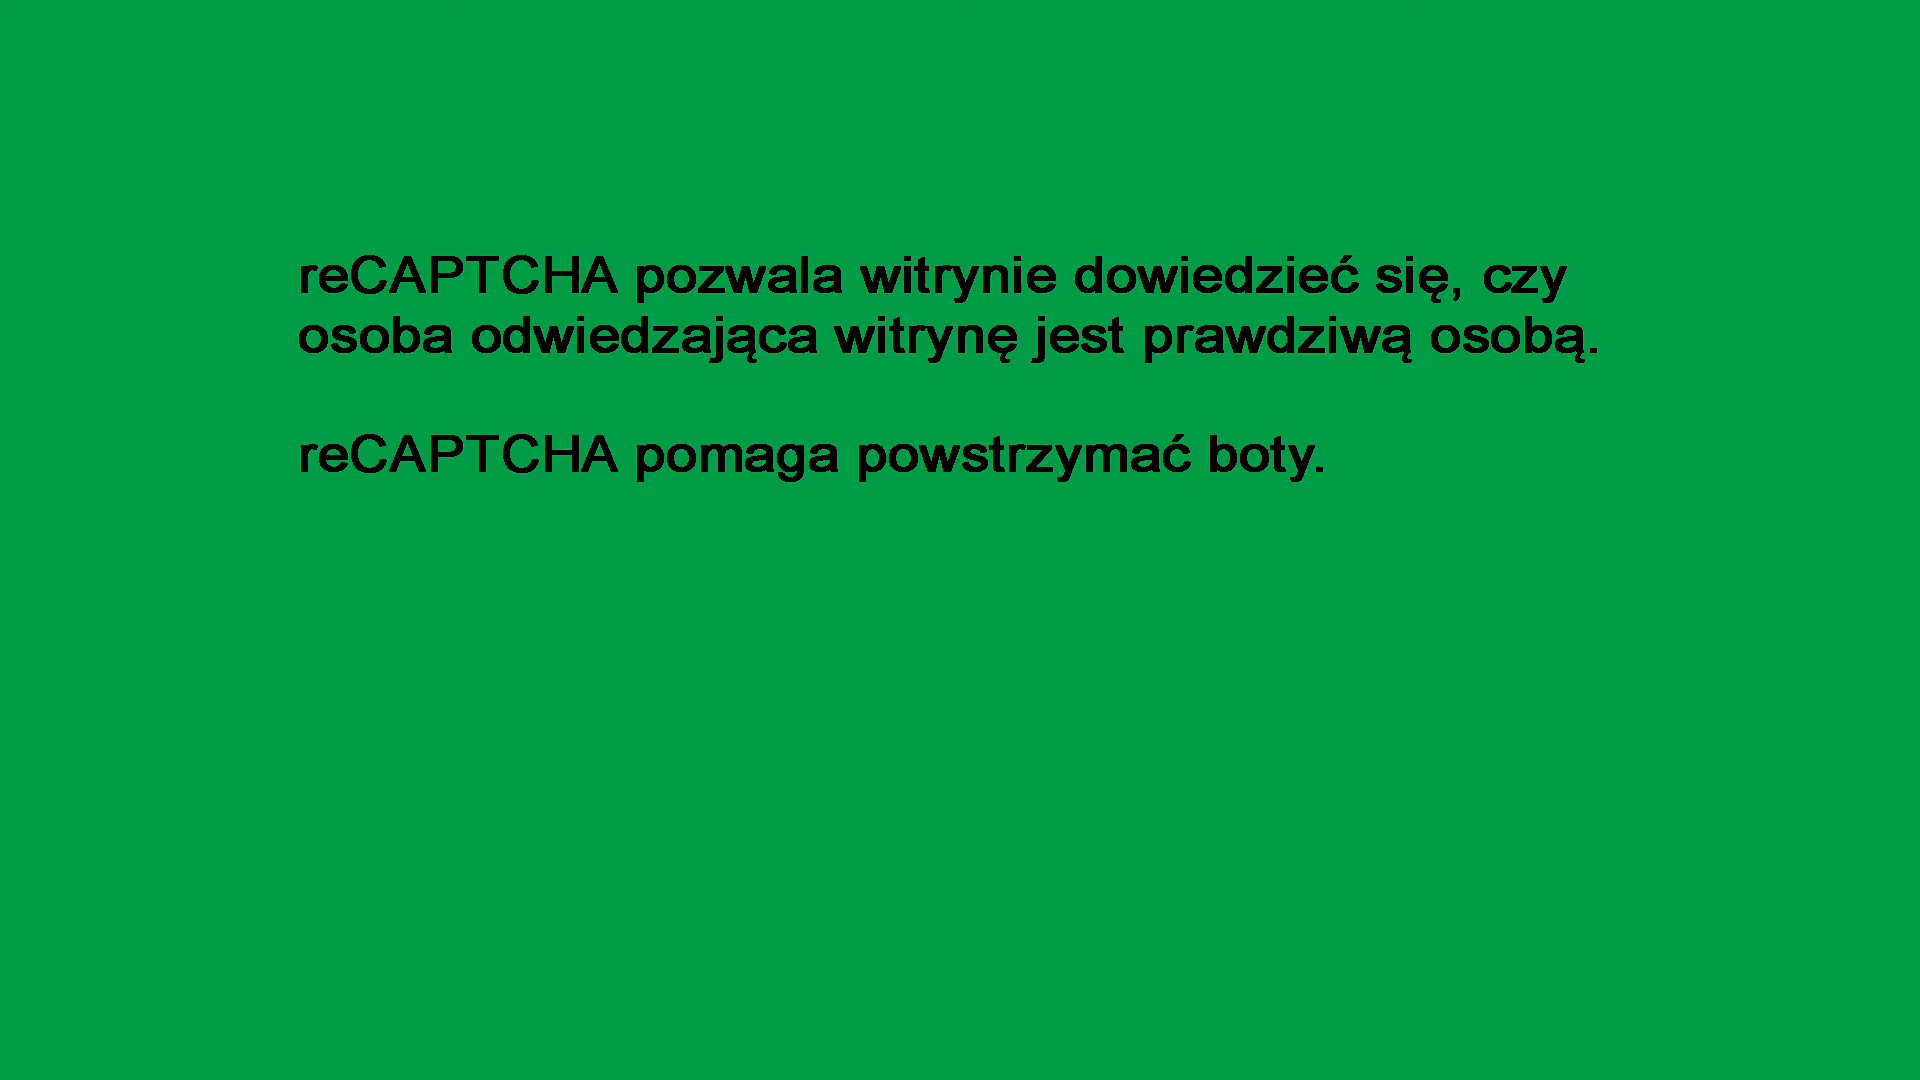 reCAPTCHA pozwala witrynie dowiedzieć się, czy
osoba odwiedzająca witrynę jest prawdziwą osobą.
reCAPTCHA pomaga powstrzymać boty.